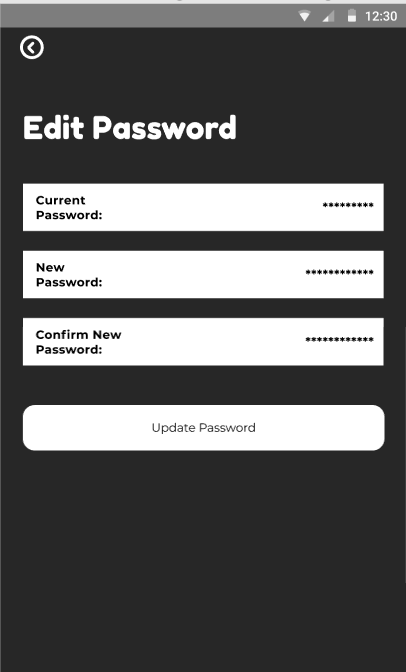 12:30
Edit Password
Current
Password:
*********
New
Password:
************
Confirm New
Password:
************
Update Password